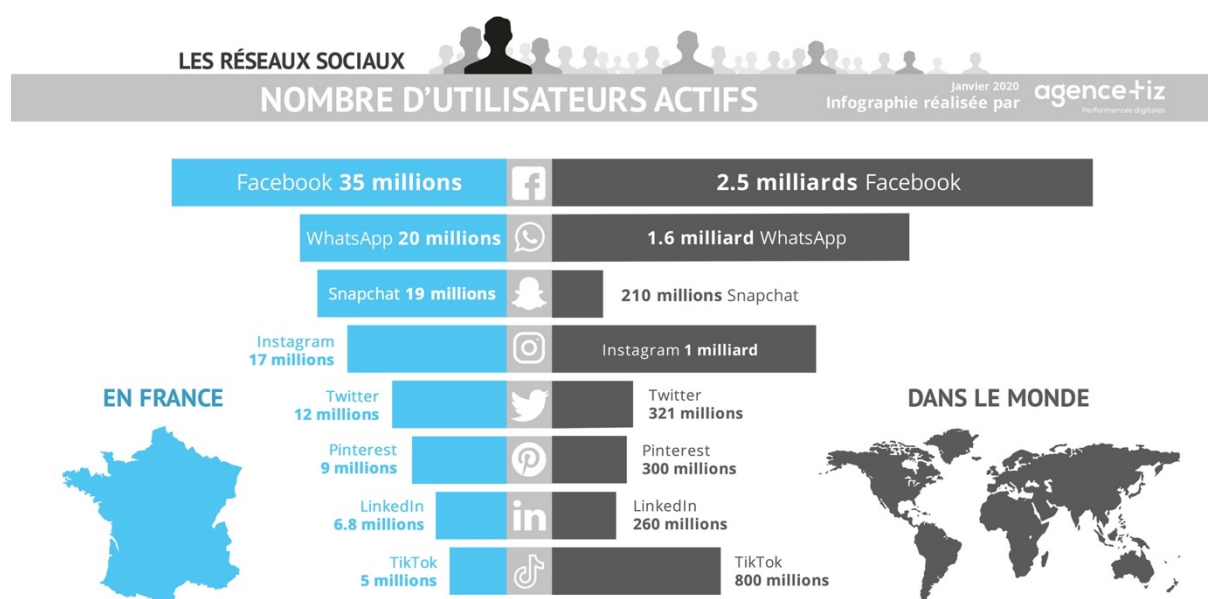 LES RÉSEAUX SOCIAUX
NOMBRE D'UTILISATEURS ACTIFS
Janvier 2020
Infographie réalisée par
agence tiz
Performances digitales
Facebook 35 millions
2.5 milliards Facebook
WhatsApp 20 millions
1.6 milliard WhatsApp
Snapchat 19 millions
210 millions Snapchat
Instagram
17 millions
Instagram 1 milliard
EN FRANCE
Twitter
12 millions
Twitter
321 millions
DANS LE MONDE
Pinterest
9 millions
Pinterest
300 millions
LinkedIn
6.8 millions
in
LinkedIn
260 millions
TikTok
5 millions
TikTok
800 millions